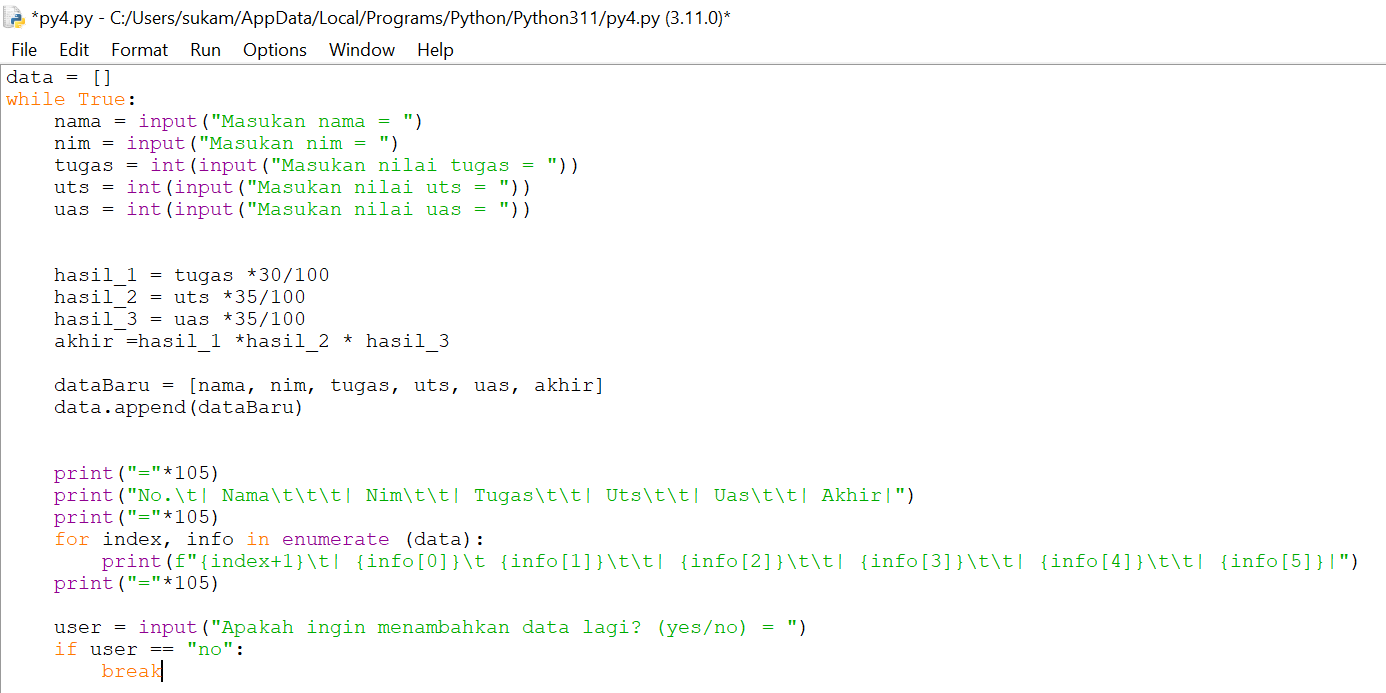 *py4.py - C:/Users/sukam/AppData/Local/Programs/Python/Python311/py4.py (3.11.0)*
File Edit Format Run Options Window Help
data = []
while True:
    nama = input("Masukan nama = ")
    nim = input("Masukan nim = ")
    tugas = int(input("Masukan nilai tugas = "))
    uts = int(input("Masukan nilai uts = "))
    uas = int(input("Masukan nilai uas = "))
    hasil_1 = tugas *30/100
    hasil_2 = uts *35/100
    hasil_3 = uas *35/100
    akhir =hasil_1 *hasil_2 * hasil_3
    dataBaru = [nama, nim, tugas, uts, uas, akhir]
    data.append(dataBaru)
    print("="*105)
    print("No.\t| Nama\t\t\t| Nim\t\t| Tugas\t\t| Uts\t\t| Uas\t\t| Akhir|")
    print("="*105)
    for index, info in enumerate (data):
        print(f"{index+1}\t| {info[0]}\t {info[1]}\t\t| {info[2]}\t\t| {info[3]}\t\t| {info[4]}\t\t| {info[5]}|")
    print("="*105)
    user = input("Apakah ingin menambahkan data lagi? (yes/no) = ")
    if user == "no":
        break